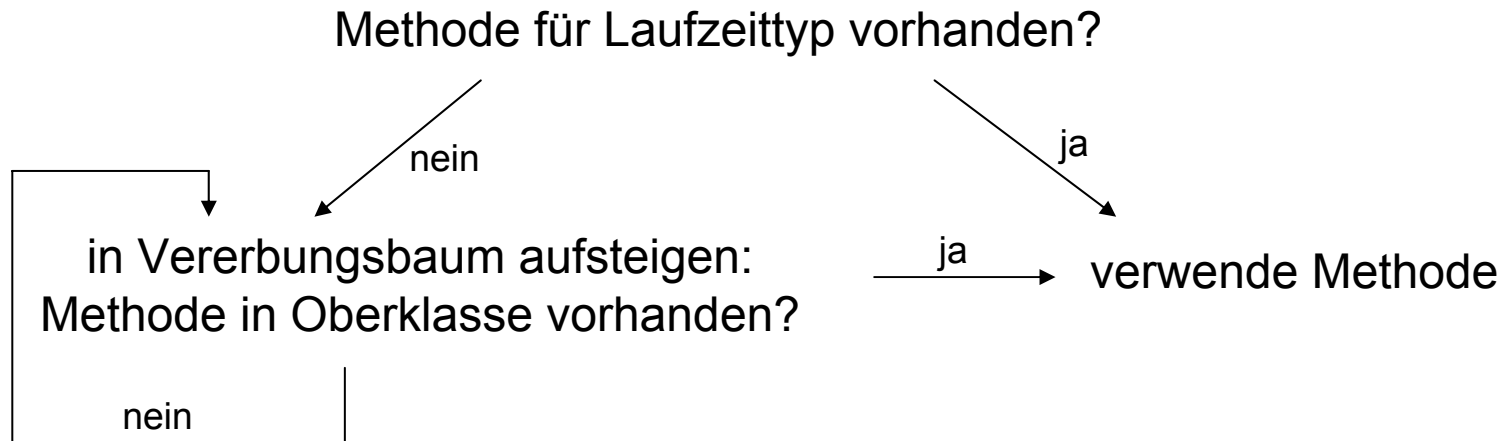 Methode für Laufzeittyp vorhanden?
nein
ja
in Vererbungsbaum aufsteigen:
Methode in Oberklasse vorhanden?
ja
verwende Methode
nein